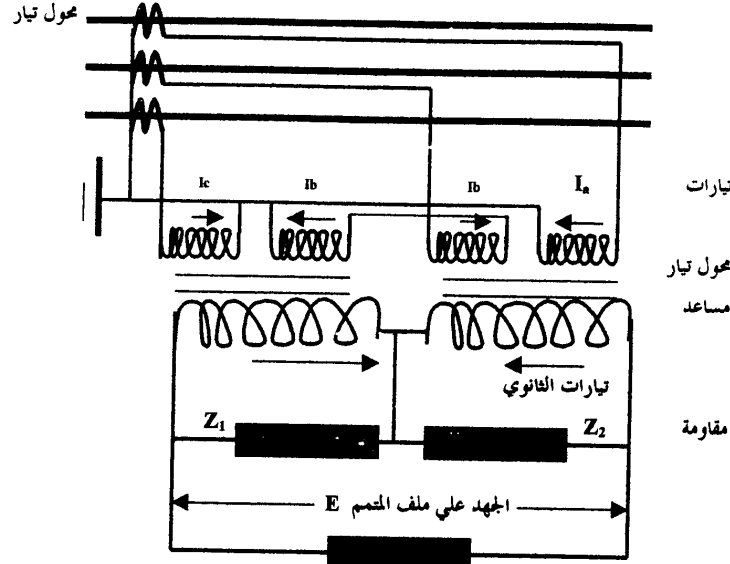 محول تيار
Ic Ib Ib Ia
تيارات
محول تيار
مساعد
تيارات الثانوي
Z1 Z2
مقاومة
الجهد علي ملف المتمم E